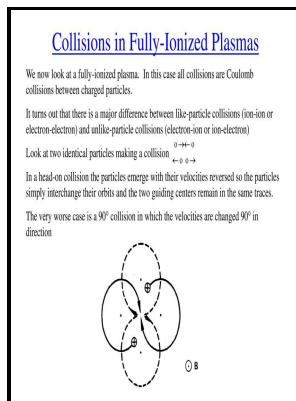 Collisions in Fully-Ionized Plasmas
We now look at a fully-ionized plasma. In this case all collisions are Coulomb
collisions between charged particles.
It turns out that there is a major difference between like-particle collisions (ion-ion or
electron-electron) and unlike-particle collisions (electron-ion or ion-electron)
Look at two identical particles making a collision 0 →← 0
← 0 0 →
In a head-on collision the particles emerge with their velocities reversed so the particles
simply interchange their orbits and the two guiding centers remain in the same traces.
The very worse case is a 90° collision in which the velocities are changed 90° in
direction
B